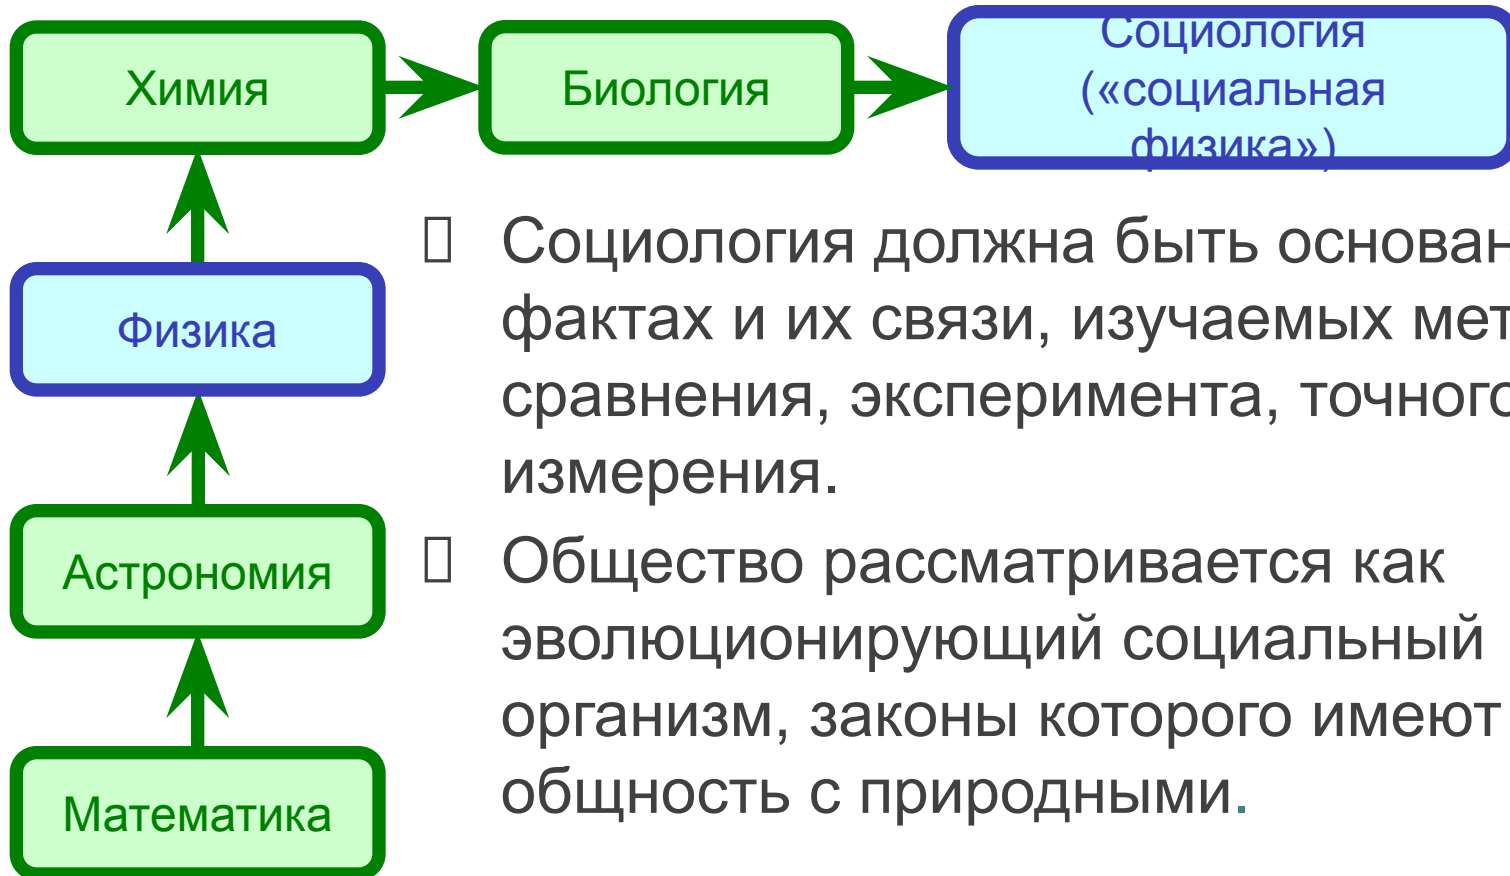 Химия
Биология
Социология
(«социальная
физика»)
Социология должна быть основан
фактах и их связи, изучаемых мет
сравнения, эксперимента, точного
измерения.
Физика
Общество рассматривается как
эволюционирующий социальный
организм, законы которого имеют
общность с природными.
Астрономия
Математика